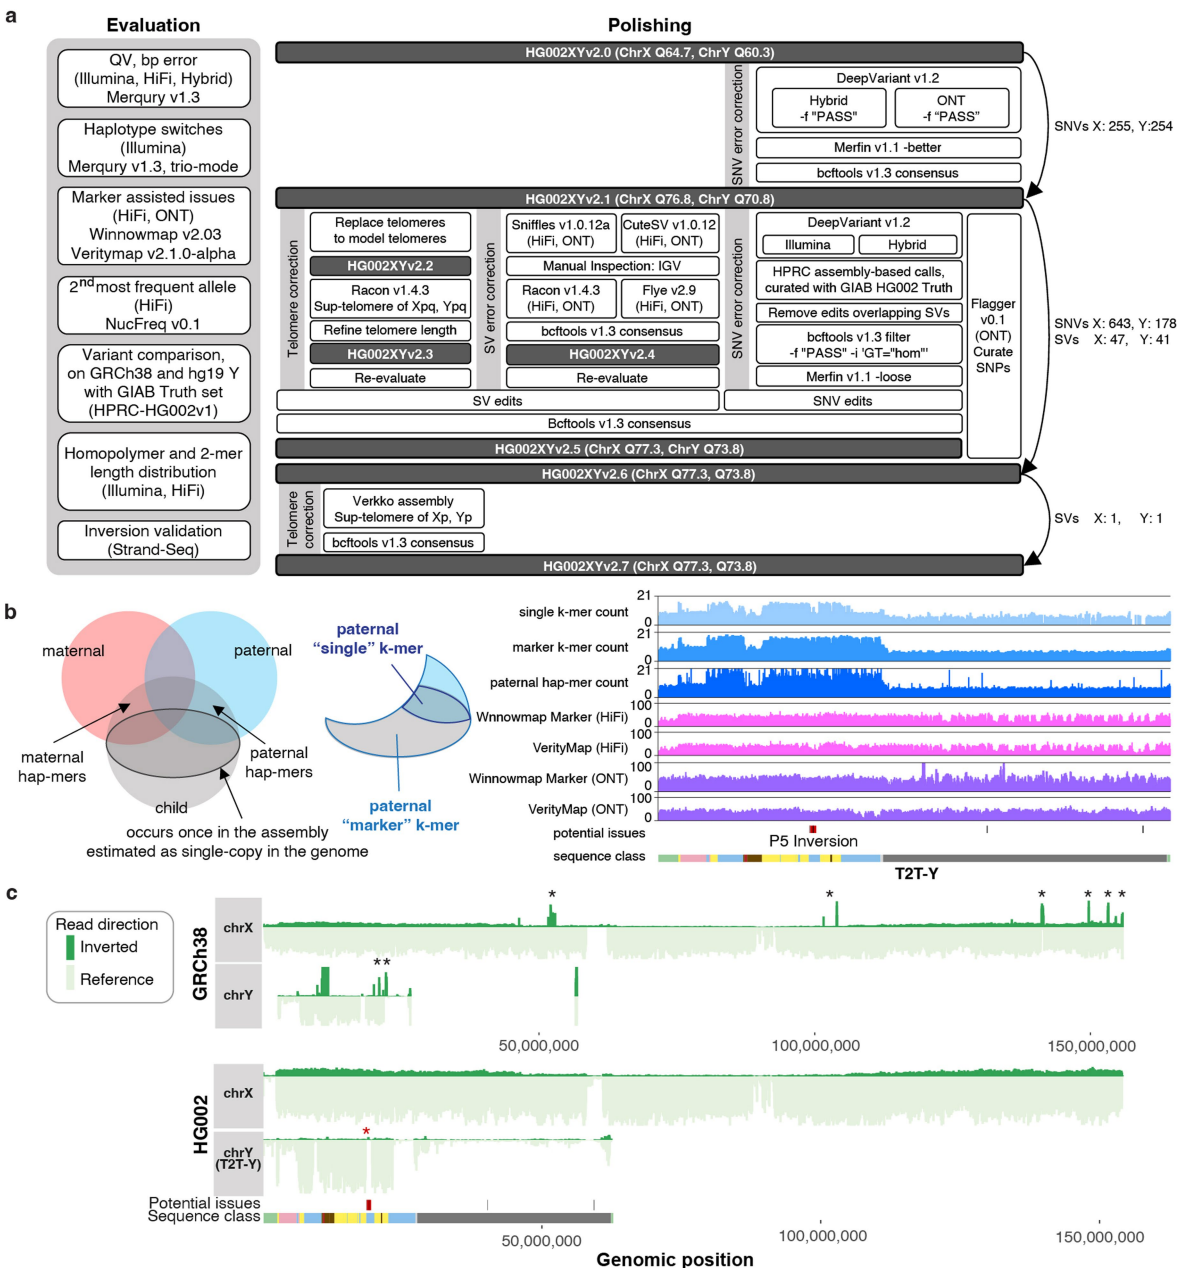 a
Evaluation
QV, bp error
(Illumina, HiFi, Hybrid)
Merqury v1.3
Haplotype switches
(Illumina)
Merqury v1.3, trio-mode
Marker assisted issues
(HiFi, ONT)
Winnowmap v2.03
Veritymap v2.1.0-alpha
2nd most frequent allele
(HiFi)
NucFreq v0.1
Variant comparison,
on GRCh38 and hg19 Y
with GIAB Truth set
(HPRC-HG002v1)
Homopolymer and 2-mer
length distribution
(Illumina, HiFi)
Inversion validation
(Strand-Seq)
Polishing
HG002XYv2.0 (ChrX Q64.7, ChrY Q60.3)
SNV error correction
DeepVariant v1.2
Hybrid
-f "PASS"
ONT
-f “PASS”
Merfin v1.1 -better
bcftools v1.3 consensus
SNVs X: 255, Y:254
HG002XYv2.1 (ChrX Q76.8, ChrY Q70.8)
Telomere correction
Replace telomeres
to model telomeres
HG002XYv2.2
Racon v1.4.3
Sup-telomere of Xpq, Ypq
Refine telomere length
HG002XYv2.3
Re-evaluate
SV error correction
Sniffles v1.0.12a
(HiFi, ONT)
CuteSV v1.0.12
(HiFi, ONT)
Manual Inspection: IGV
Racon v1.4.3
(HiFi, ONT)
Flye v2.9
(HiFi, ONT)
bcftools v1.3 consensus
HG002XYv2.4
Re-evaluate
SNV error correction
DeepVariant v1.2
Illumina
Hybrid
HPRC assembly-based calls,
curated with GIAB HG002 Truth
Remove edits overlapping SVs
bcftools v1.3 filter
-f "PASS" -i 'GT="hom"'
Merfin v1.1 -loose
Flagger
v0.1
(ONT)
Curate
SNPs
SV edits
SNV edits
Bcftools v1.3 consensus
HG002XYv2.5 (ChrX Q77.3, ChrY Q73.8)
SNVs X: 643, Y: 178
SVs X: 47, Y: 41
HG002XYv2.6 (ChrX Q77.3, Q73.8)
Telomere
correction
Verkko assembly
Sup-telomere of Xp, Yp
bcftools v1.3 consensus
SVs X: 1, Y: 1
HG002XYv2.7 (ChrX Q77.3, Q73.8)
b
maternal
paternal
maternal
hap-mers
paternal
hap-mers
child
occurs once in the assembly
estimated as single-copy in the genome
paternal
“single” k-mer
paternal
“marker” k-mer
single k-mer count
21
0
marker k-mer count
21
0
paternal hap-mer count
21
0
Wnnowmap Marker (HiFi)
100
0
VerityMap (HiFi)
100
0
Winnowmap Marker (ONT)
100
0
VerityMap (ONT)
100
0
potential issues
P5 Inversion
sequence class
T2T-Y
c
Read direction
Inverted
Reference
GRCh38
chrX
* * * * * *
chrY
**
50,000,000
100,000,000
150,000,000
HG002
chrX
chrY
(T2T-Y)
*
Potential issues
Sequence class
50,000,000
100,000,000
150,000,000
Genomic position